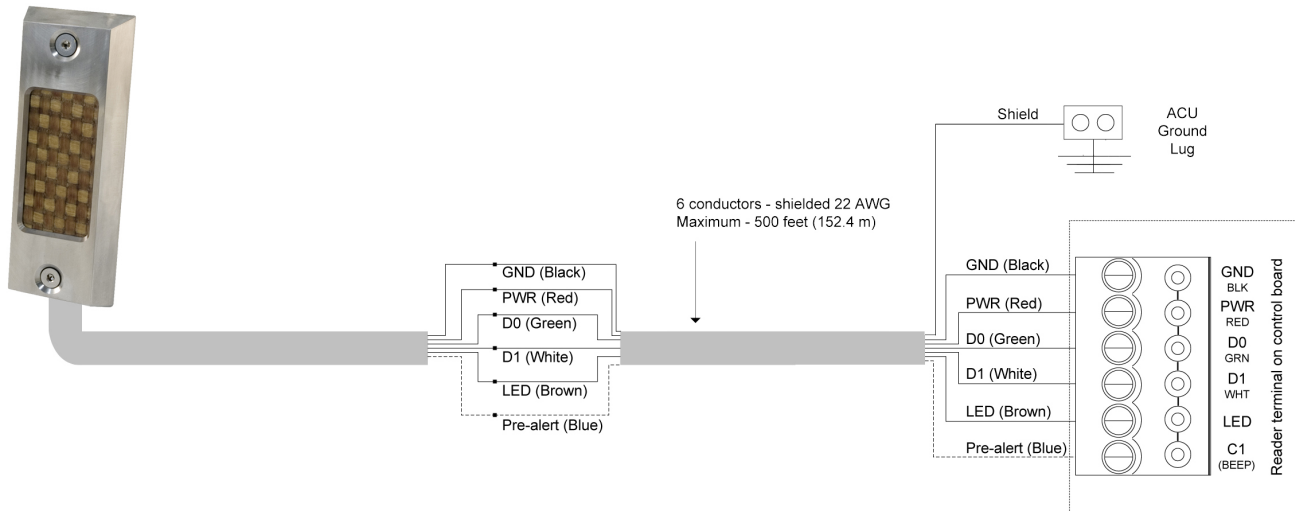 Shield
ACU
Ground
Lug
6 conductors - shielded 22 AWG
Maximum - 500 feet (152.4 m)
GND (Black)
PWR (Red)
D0 (Green)
D1 (White)
LED (Brown)
Pre-alert (Blue)
GND (Black)
PWR (Red)
D0 (Green)
D1 (White)
LED (Brown)
Pre-alert (Blue)
GND
BLK
PWR
RED
D0
GRN
D1
WHT
LED
C1
(BEEP)
Reader terminal on control board